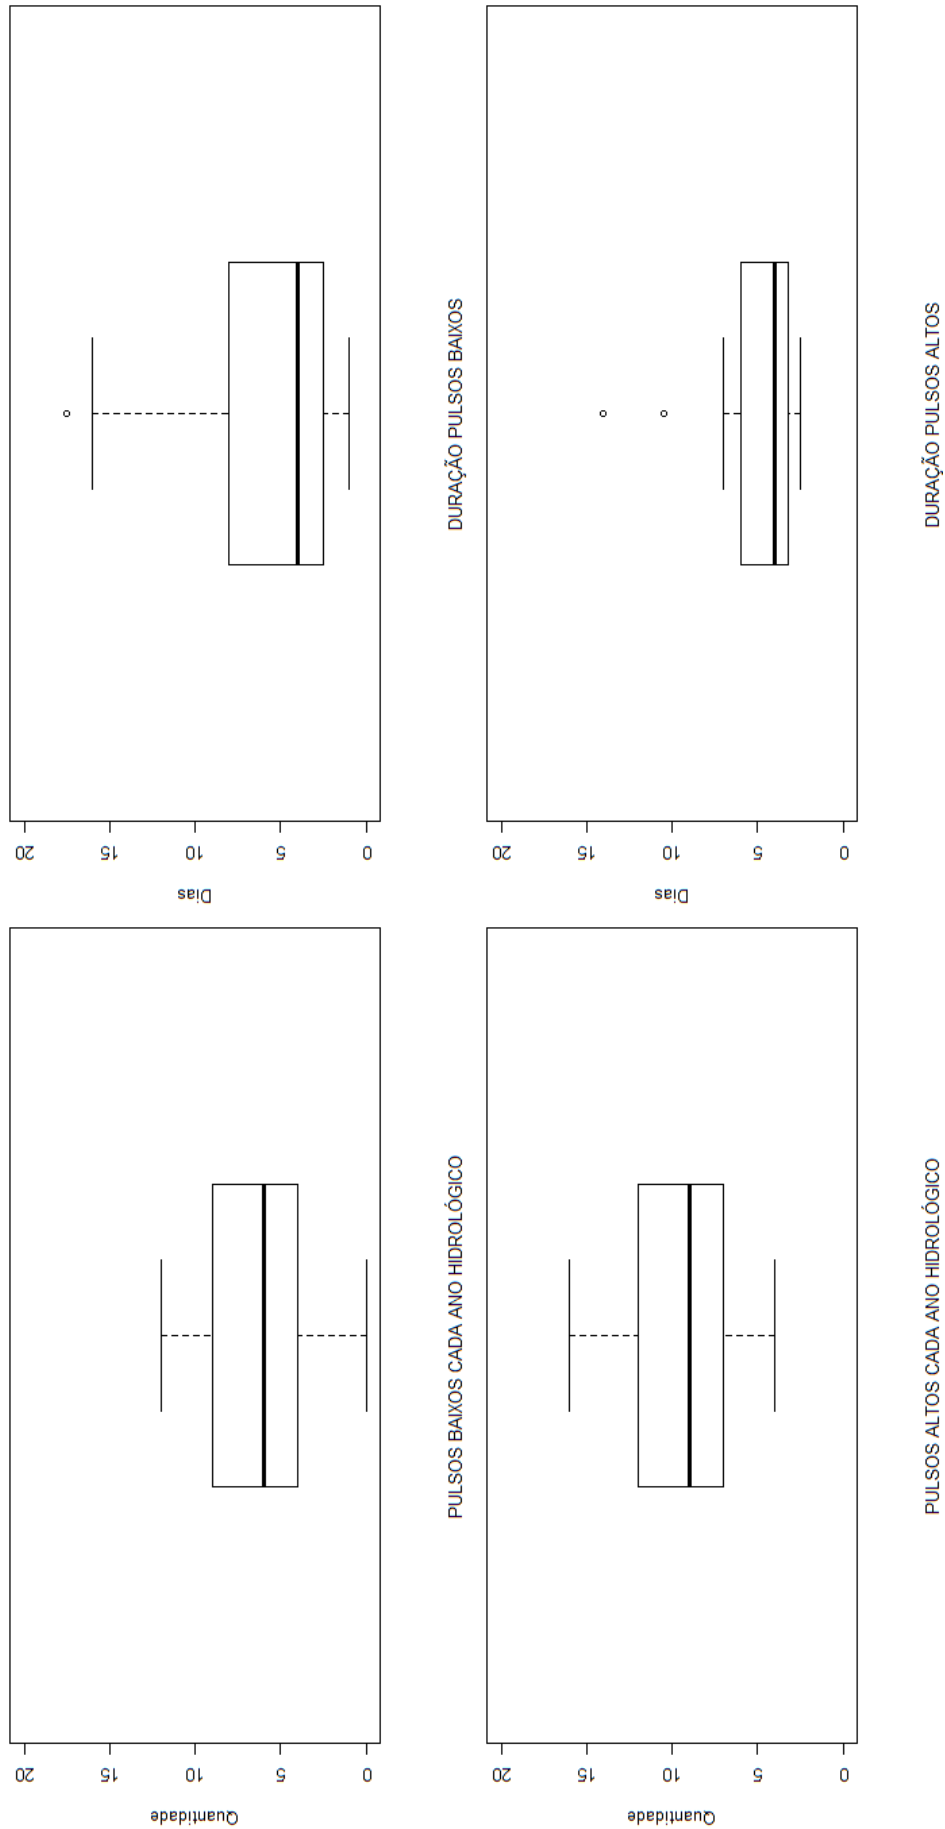 Quantidade
20
15
10
5
0
PULSOS BAIXOS CADA ANO HIDROLÓGICO
Dias
20
15
10
5
0
DURAÇÃO PULSOS BAIXOS
Quantidade
20
15
10
5
0
PULSOS ALTOS CADA ANO HIDROLÓGICO
Dias
20
15
10
5
0
DURAÇÃO PULSOS ALTOS